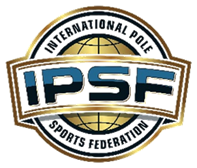 INTERNATIONAL POLE
IPSF
SPORTS FEDERATION